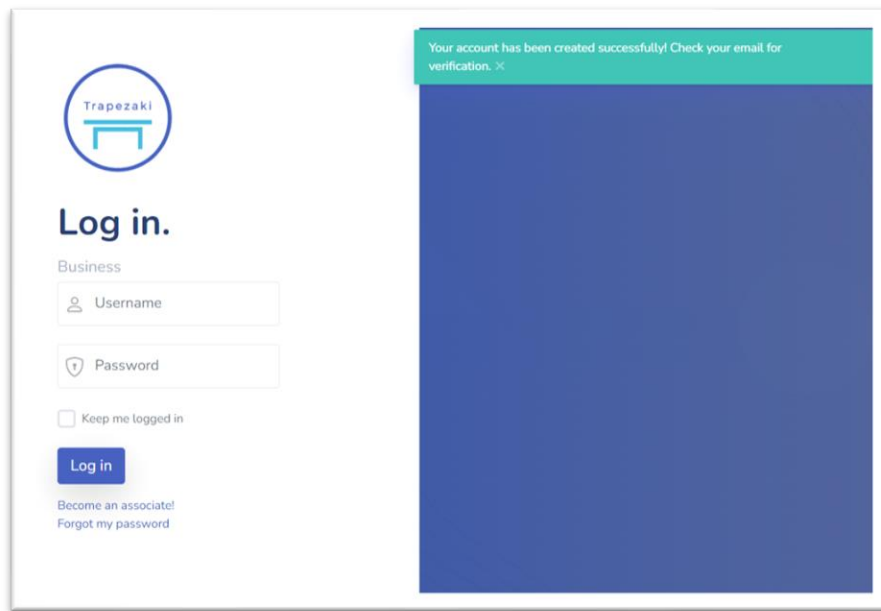 Your account has been created successfully! Check your email for
verification. ×
Trapezaki
Log in.
Business
Username
Password
Keep me logged in
Log in
Become an associate!
Forgot my password